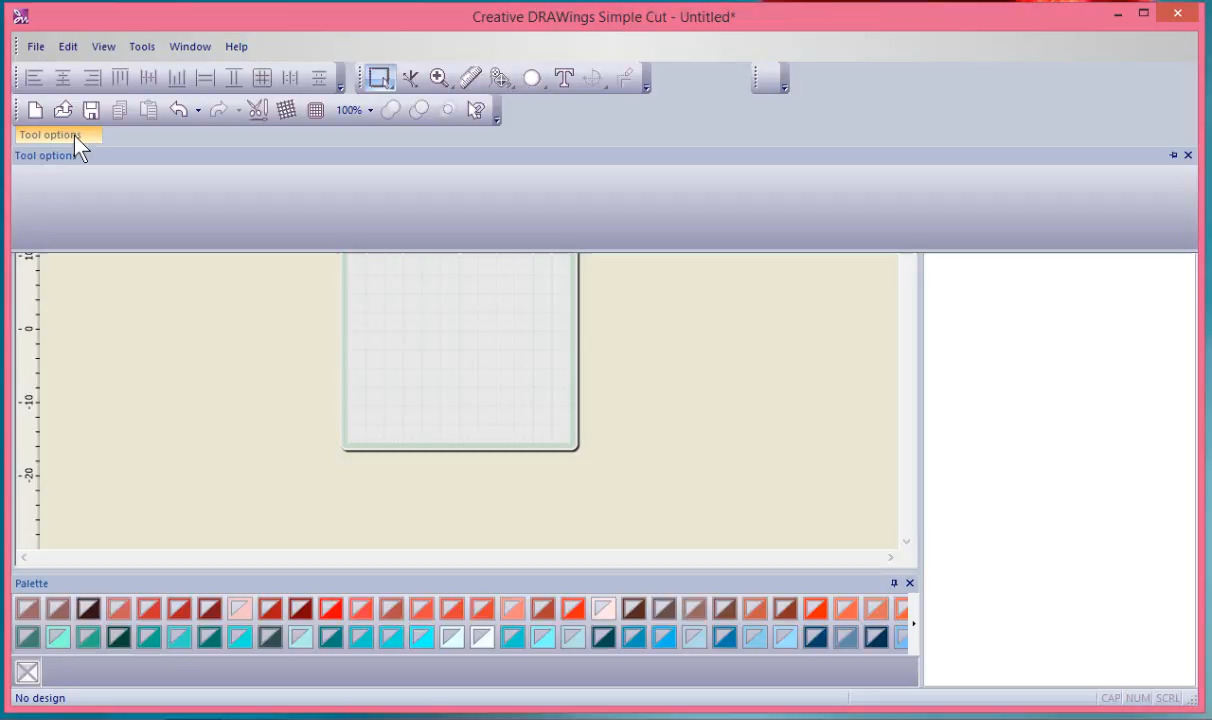 Creative DRAWings Simple Cut - Untitled*
File Edit View Tools Window Help
100%
Tool options
Tool options
10
0
-10
-20
Palette
No design
CAP NUM SCRL